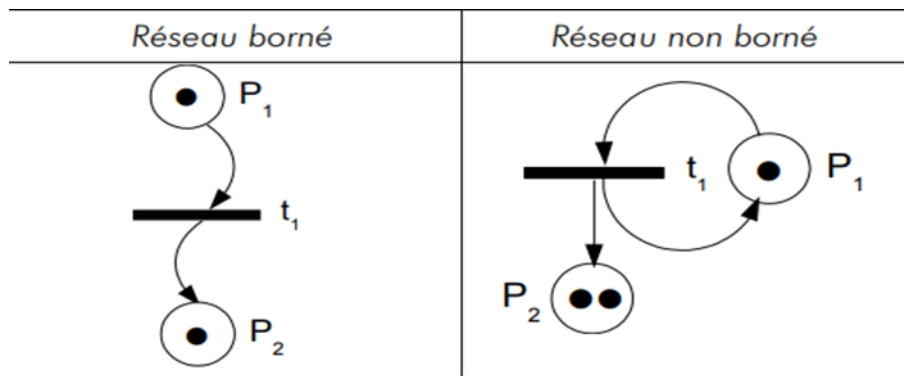 Réseau borné
Réseau non borné
P₁
t₁
P₂
t₁
P₁
P₂